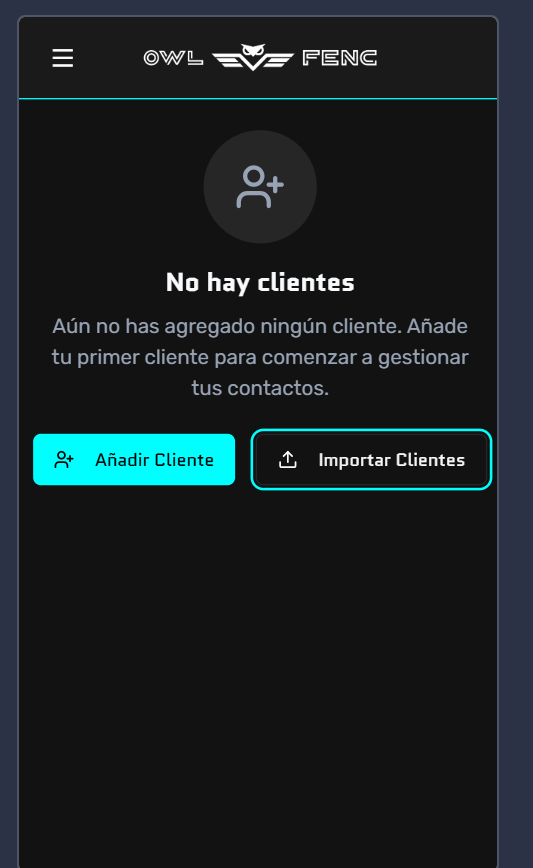 OWL FENC
No hay clientes
Aún no has agregado ningún cliente. Añade
tu primer cliente para comenzar a gestionar
tus contactos.
Añadir Cliente
Importar Clientes